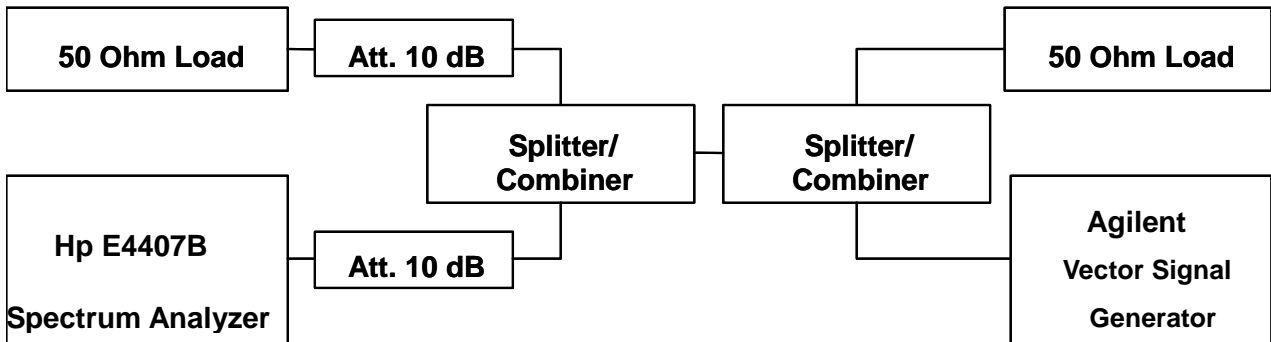 50 Ohm Load
Att. 10 dB
50 Ohm Load
Splitter/
Combiner
Splitter/
Combiner
Hp E4407B
Spectrum Analyzer
Att. 10 dB
Agilent
Vector Signal
Generator